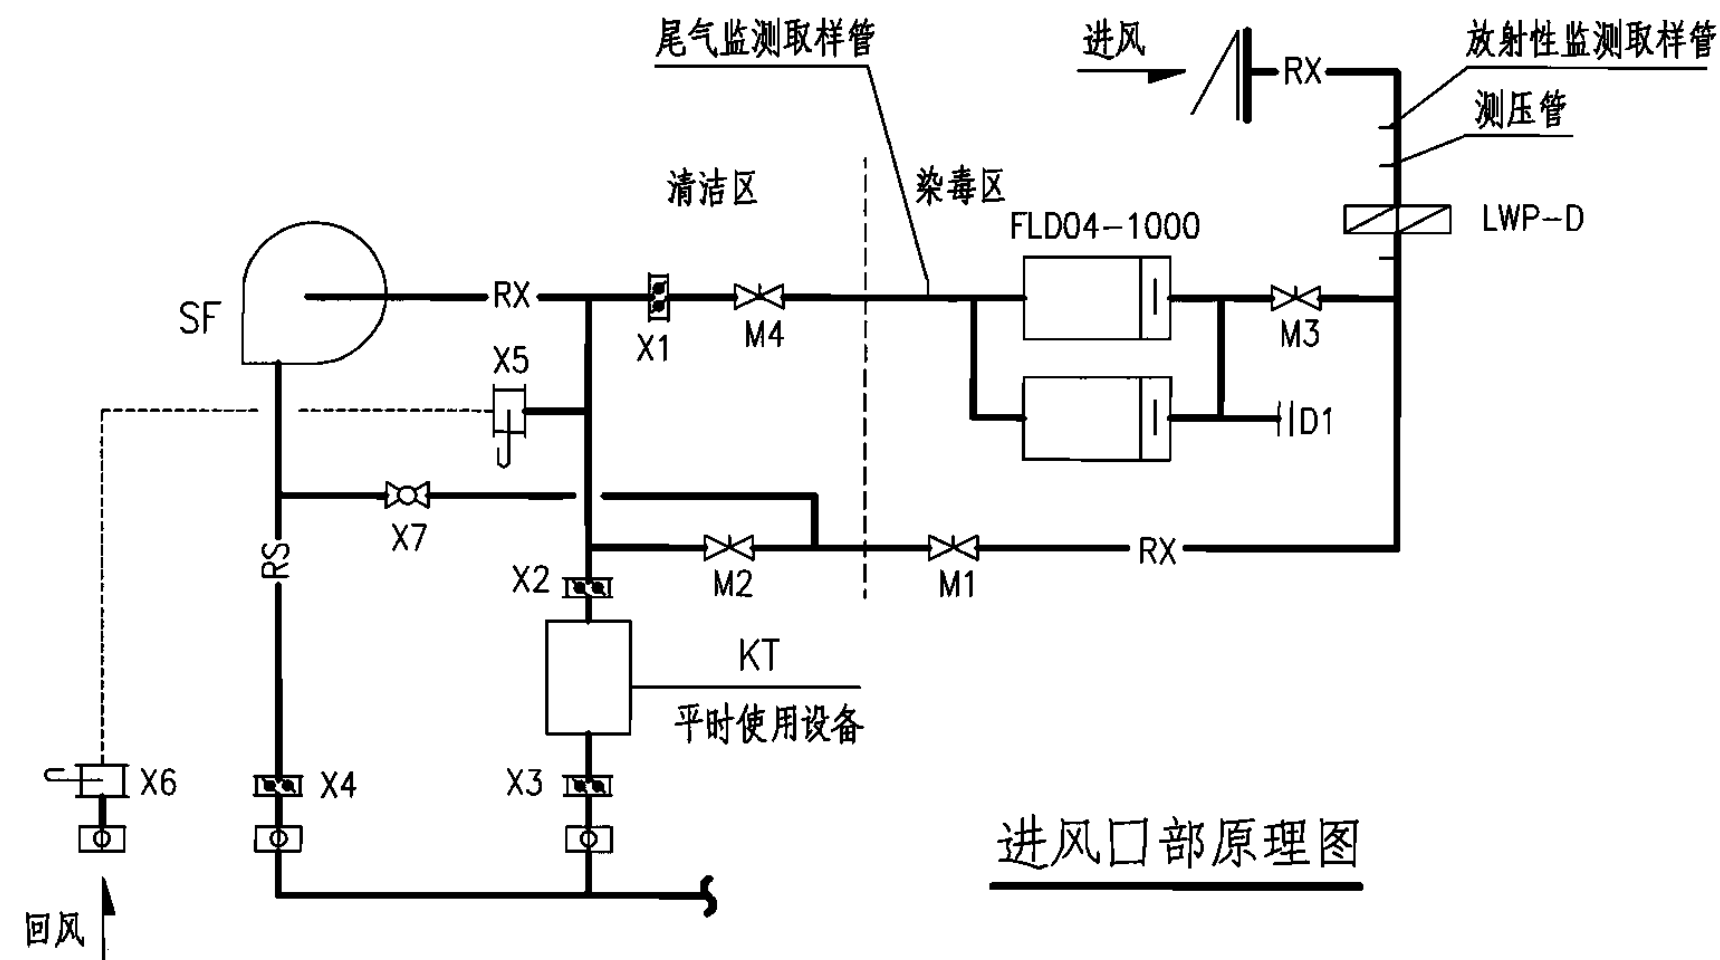 尾气监测取样管
进风
放射性监测取样管
RX
测压管
清洁区
染毒区
FLD04-1000
LWP-D
SF
RX
X1
M4
M3
X5
D1
X7
RS
X2
M2
M1
RX
KT
平时使用设备
X6
X4
X3
进风口部原理图
回风